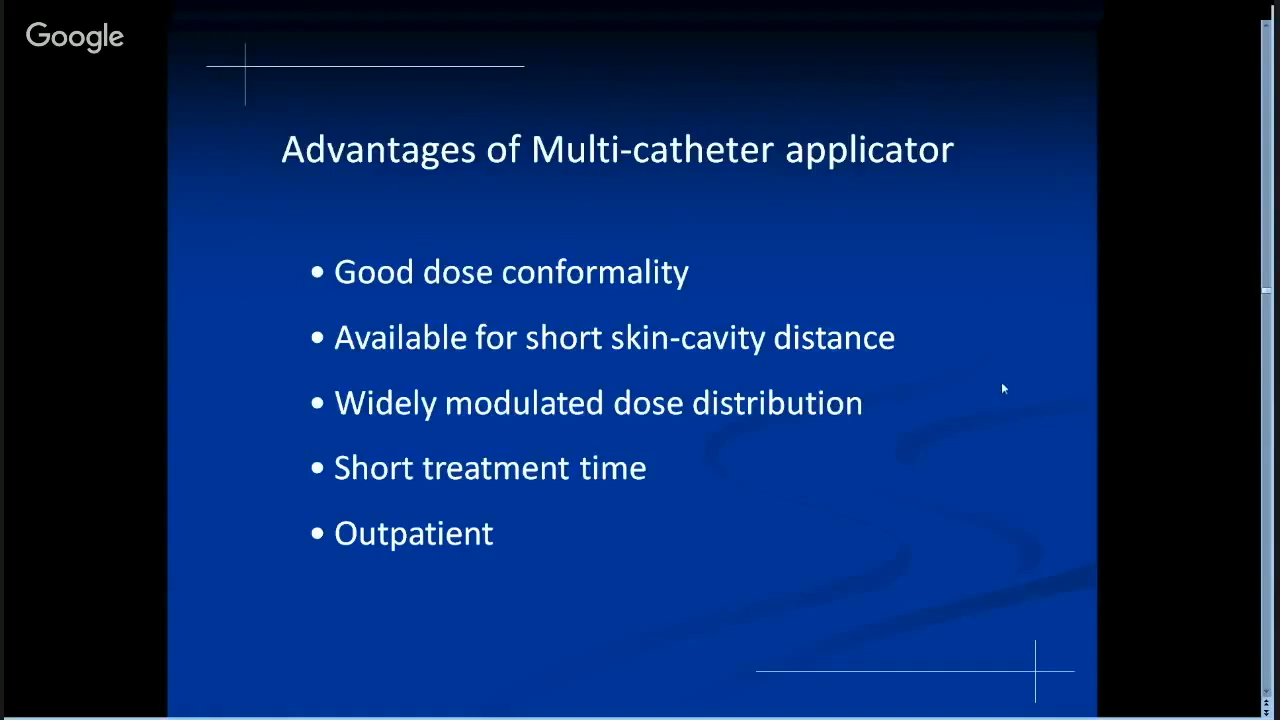 Google
Advantages of Multi-catheter applicator
• Good dose conformality
• Available for short skin-cavity distance
• Widely modulated dose distribution
• Short treatment time
• Outpatient